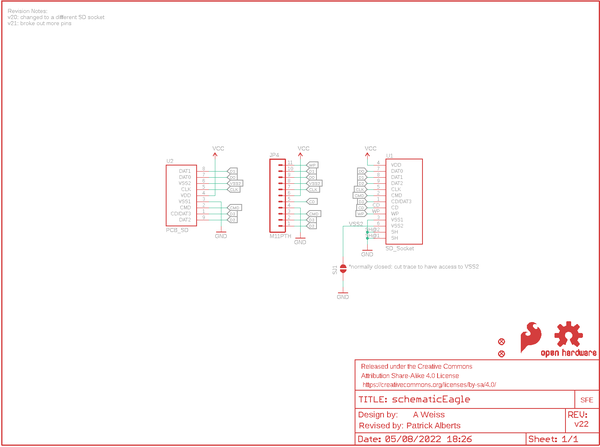 Revision Notes:
v20: changed to a different SD socket
v21: broke out more pins
VCC
VCC
VCC
U2
JP4
U1
DAT1
DAT0
VSS2
CLK
VDD
VSS1
CMD
CD/DAT3
DAT2
PCB_SD
GND
M11PTH
GND
VDD
DAT0
DAT1
DAT2
CLK
CMD
CD/DAT3
CD
WP
VSS1
VSS2
SH
SH
SD_Socket
VSS2
GND
SJ1
*normally closed: cut trace to have access to VSS2
GND
open hardware
Released under the Creative Commons
Attribution Share-Alike 4.0 License
https://creativecommons.org/licenses/by-sa/4.0/
TITLE: schematicEagle
SFE
Design by: A Weiss
REV:
v22
Revised by: Patrick Alberts
Date: 05/08/2022 18:26
Sheet: 1/1